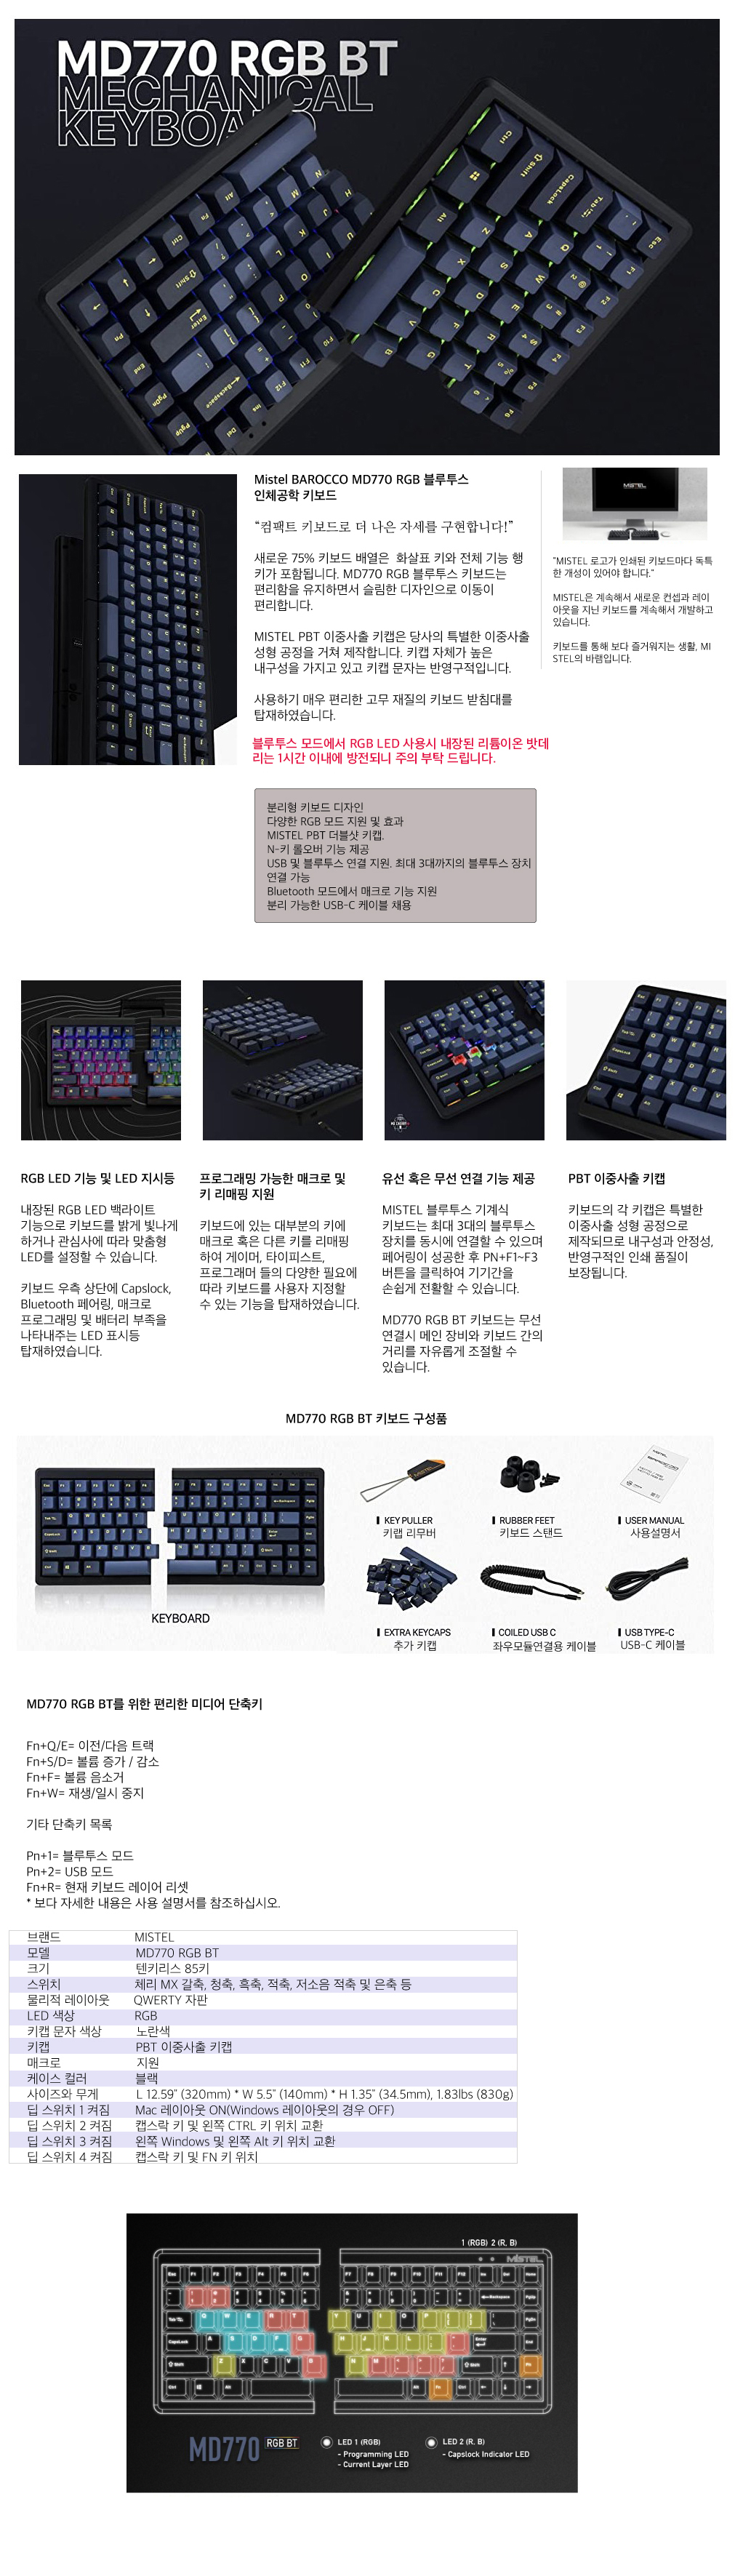 MD770 RGB BT
MECHANICAL
KEYBOARD
Mistel BAROCCO MD770 RGB 블루투스
인체공학 키보드
“컴팩트 키보드로 더 나은 자세를 구현합니다!”
새로운 75% 키보드 배열은 화살표 키와 전체 기능 행
키가 포함됩니다. MD770 RGB 블루투스 키보드는
편리함을 유지하면서 슬림한 디자인으로 이동이
편리합니다.
MISTEL PBT 이중사출 키캡은 당사의 특별한 이중사출
성형 공정을 거쳐 제작합니다. 키캡 자체가 높은
내구성을 가지고 있고 키캡 문자는 반영구적입니다.
사용하기 매우 편리한 고무 재질의 키보드 받침대를
탑재하였습니다.
블루투스 모드에서 RGB LED 사용시 내장된 리튬이온 밧데
리는 1시간 이내에 방전되니 주의 부탁 드립니다.
MISTEL
"MISTEL 로고가 인쇄된 키보드마다 독특
한 개성이 있어야 합니다."
MISTEL은 계속해서 새로운 컨셉과 레이
아웃을 지닌 키보드를 계속해서 개발하고
있습니다.
키보드를 통해 보다 즐거워지는 생활, MI
STEL의 바램입니다.
분리형 키보드 디자인
다양한 RGB 모드 지원 및 효과
MISTEL PBT 더블샷 키캡.
N-키 롤오버 기능 제공
USB 및 블루투스 연결 지원. 최대 3대까지의 블루투스 장치
연결 가능
Bluetooth 모드에서 매크로 기능 지원
분리 가능한 USB-C 케이블 채용
RGB LED 기능 및 LED 지시등
내장된 RGB LED 백라이트
기능으로 키보드를 밝게 빛나게
하거나 관심사에 따라 맞춤형
LED를 설정할 수 있습니다.
키보드 우측 상단에 Capslock,
Bluetooth 페어링, 매크로
프로그래밍 및 배터리 부족을
나타내주는 LED 표시등
탑재하였습니다.
프로그래밍 가능한 매크로 및
키 리매핑 지원
키보드에 있는 대부분의 키에
매크로 혹은 다른 키를 리매핑
하여 게이머, 타이피스트,
프로그래머 들의 다양한 필요에
따라 키보드를 사용자 지정할
수 있는 기능을 탑재하였습니다.
유선 혹은 무선 연결 기능 제공
MISTEL 블루투스 기계식
키보드는 최대 3대의 블루투스
장치를 동시에 연결할 수 있으며
페어링이 성공한 후 PN+F1~F3
버튼을 클릭하여 기기간을
손쉽게 전활할 수 있습니다.
MD770 RGB BT 키보드는 무선
연결시 메인 장비와 키보드 간의
거리를 자유롭게 조절할 수
있습니다.
PBT 이중사출 키캡
키보드의 각 키캡은 특별한
이중사출 성형 공정으로
제작되므로 내구성과 안정성,
반영구적인 인쇄 품질이
보장됩니다.
MD770 RGB BT 키보드 구성품
KEYBOARD
KEY PULLER
키랩 리무버
RUBBER FEET
키보드 스탠드
USER MANUAL
사용설명서
EXTRA KEYCAPS
추가 키캡
COILED USB C
좌우모듈연결용 케이블
USB TYPE-C
USB-C 케이블
MD770 RGB BT를 위한 편리한 미디어 단축키
Fn+Q/E= 이전/다음 트랙
Fn+S/D= 볼륨 증가 / 감소
Fn+F= 볼륨 음소거
Fn+W= 재생/일시 중지
기타 단축키 목록
Pn+1= 블루투스 모드
Pn+2= USB 모드
Fn+R= 현재 키보드 레이어 리셋
* 보다 자세한 내용은 사용 설명서를 참조하십시오.
브랜드 MISTEL
모델 MD770 RGB BT
크기 텐키리스 85키
스위치 체리 MX 갈축, 청축, 흑축, 적축, 저소음 적축 및 은축 등
물리적 레이아웃 QWERTY 자판
LED 색상 RGB
키캡 문자 색상 노란색
키캡 PBT 이중사출 키캡
매크로 지원
케이스 컬러 블랙
사이즈와 무게 L 12.59" (320mm) * W 5.5" (140mm) * H 1.35" (34.5mm), 1.83lbs (830g)
딥 스위치 1 켜짐 Mac 레이아웃 ON(Windows 레이아웃의 경우 OFF)
딥 스위치 2 켜짐 캡스락 키 및 왼쪽 CTRL 키 위치 교환
딥 스위치 3 켜짐 왼쪽 Windows 및 왼쪽 Alt 키 위치 교환
딥 스위치 4 켜짐 캡스락 키 및 FN 키 위치
1 (RGB) 2 (R, B)
MISTEL
MD770 RGB BT
LED 1 (RGB)
- Programming LED
- Current Layer LED
LED 2 (R. B)
- Capslock Indicalor LED